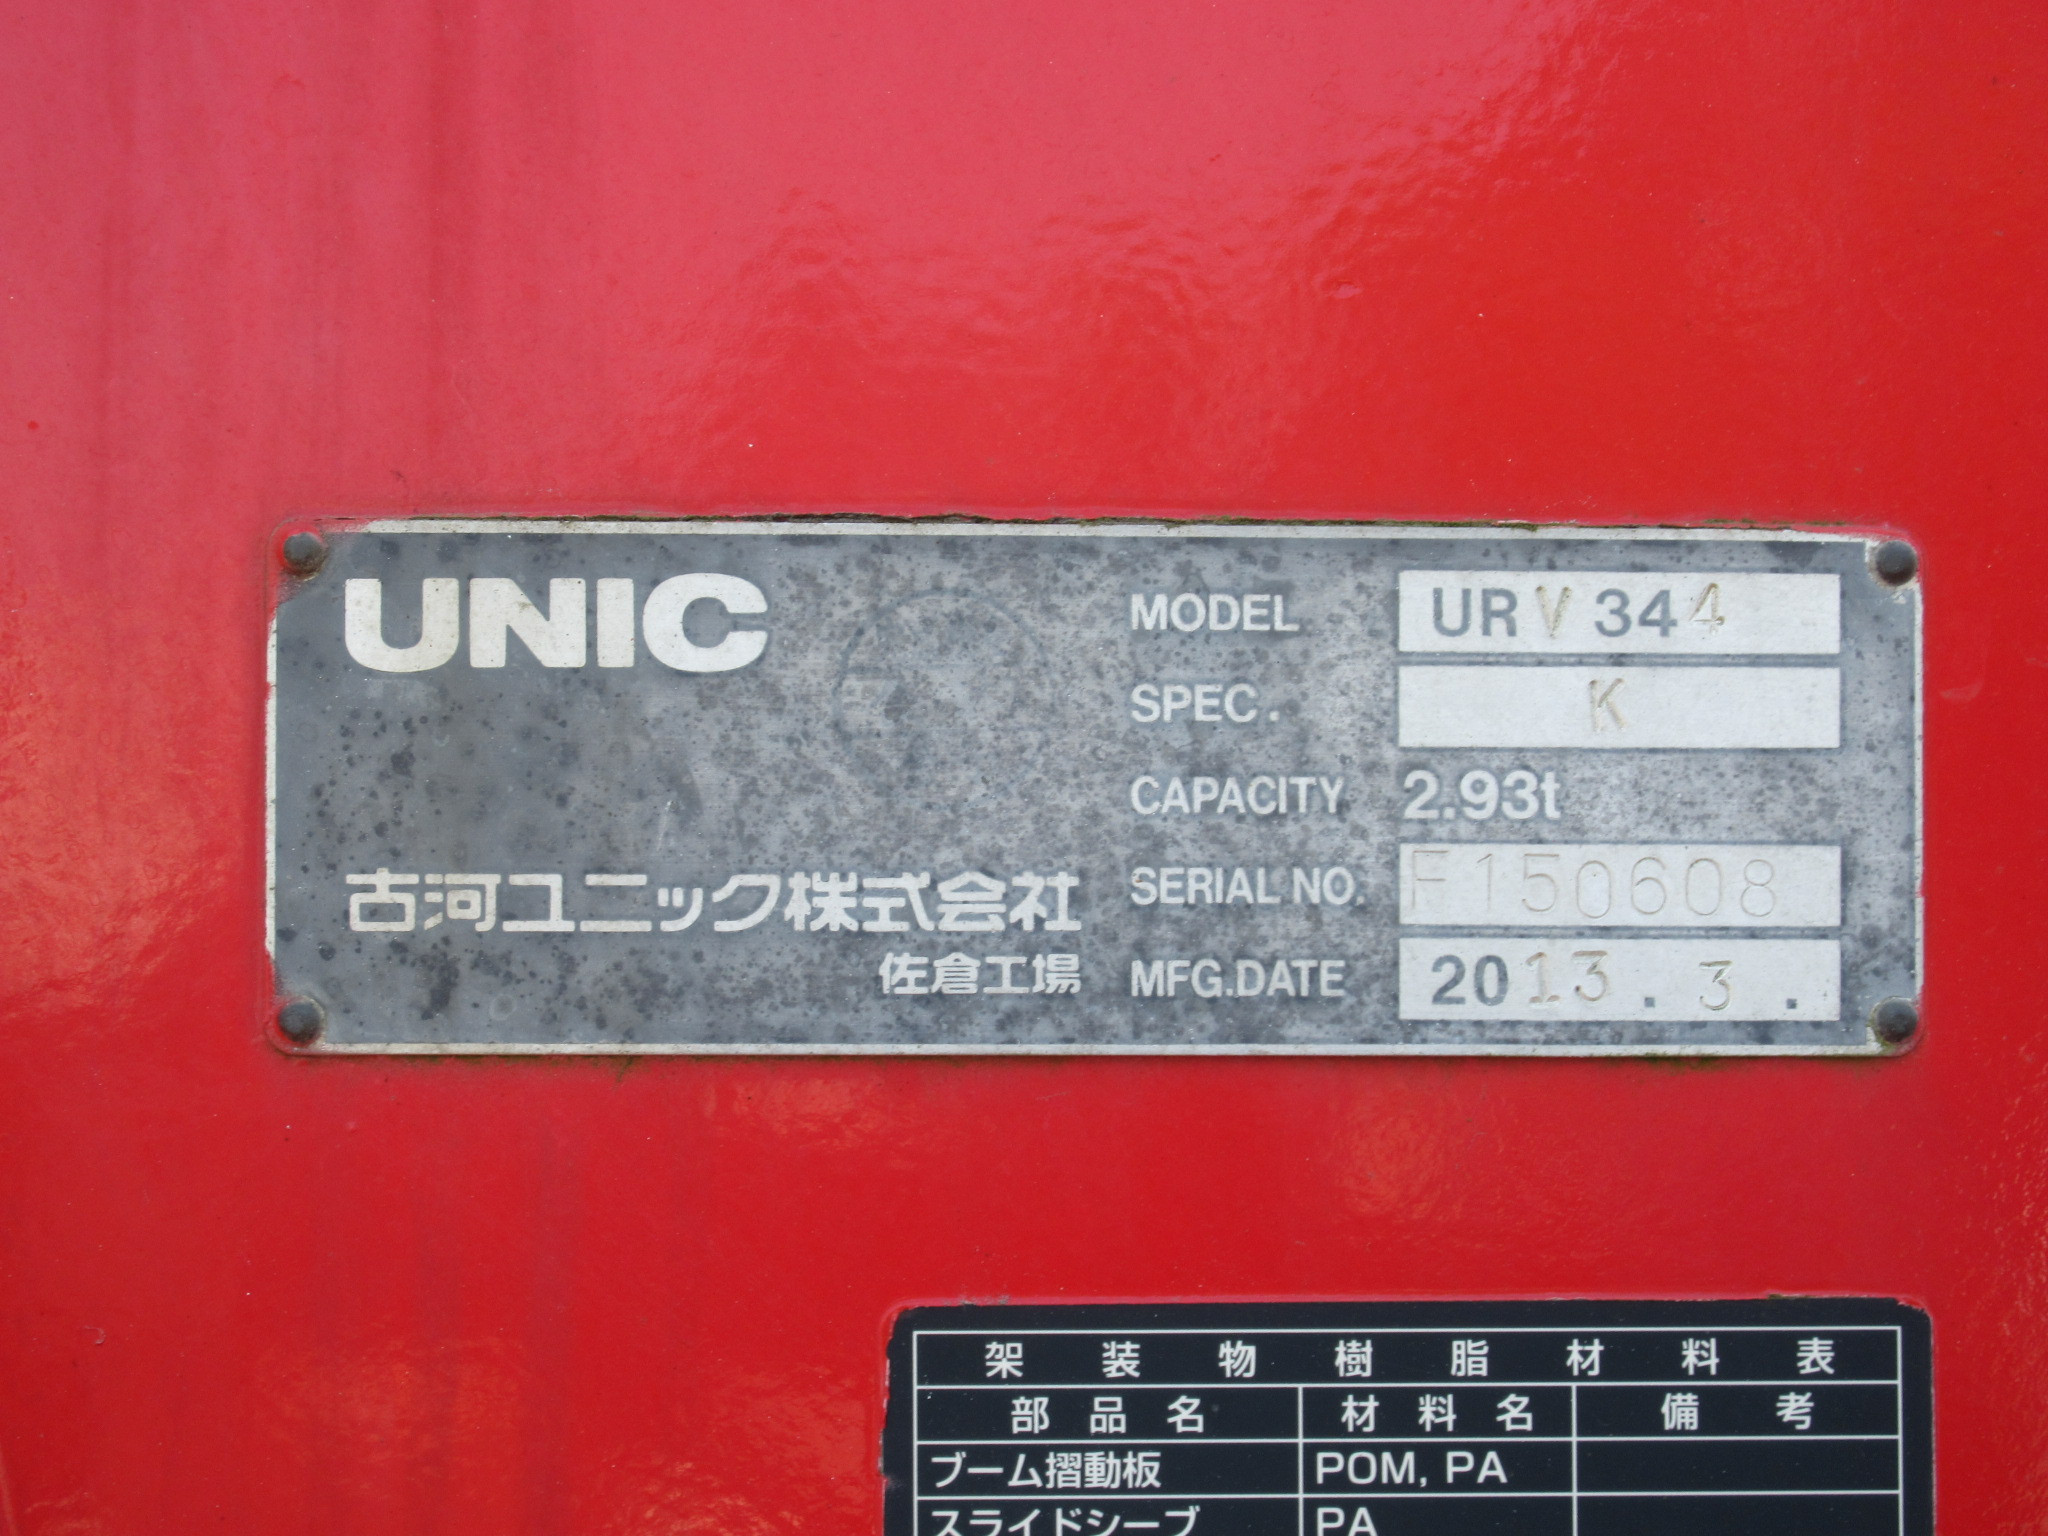 UNIC
MODEL URV344
SPEC. K
CAPACITY 2.93t
古河ユニック株式会社
SERIAL NO. F150608
佐倉工場
MFG.DATE 2013.3.
架装物樹脂材料表
部品名 材料名 備考
ブーム摺動板 POM, PA
スライドシーブ PA